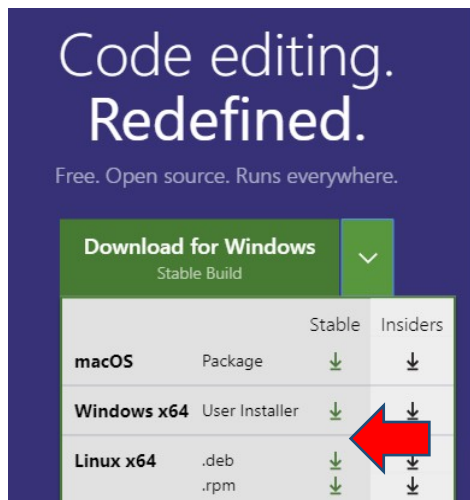 Code editing.
Redefined.
Free. Open source. Runs everywhere.
Download for Windows
Stable Build
Stable Insiders
macOS Package
Windows x64 User Installer
Linux x64 .deb
.rpm